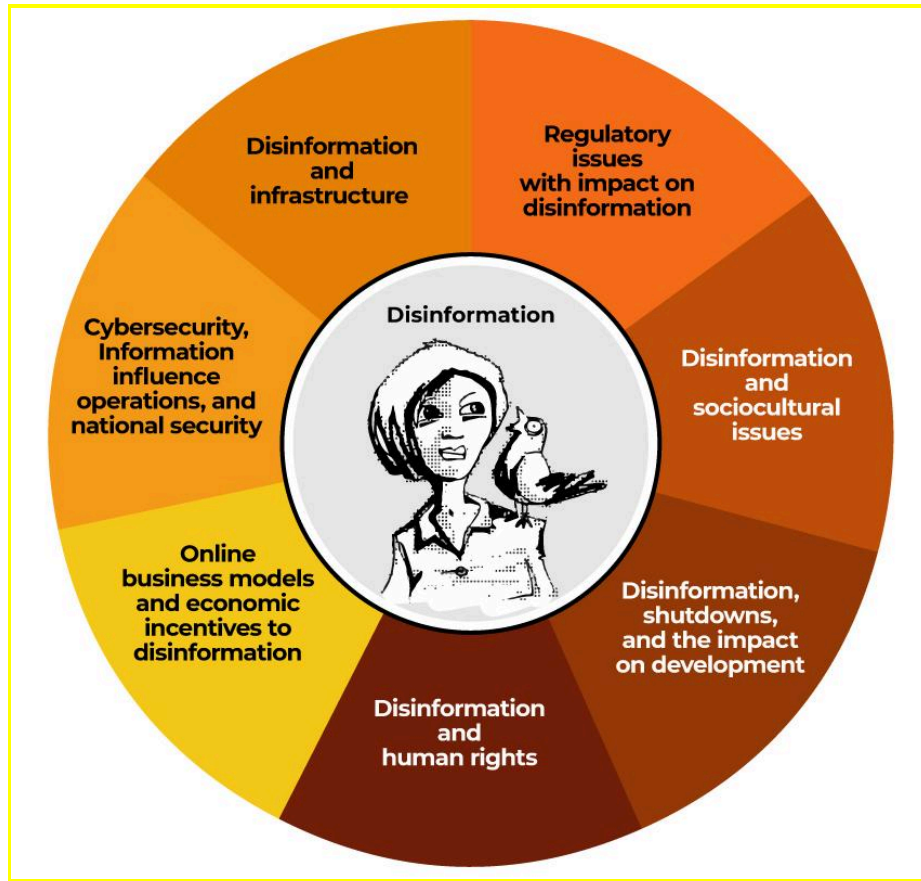 Disinformation
and
infrastructure
Regulatory
issues
with impact on
disinformation
Cybersecurity,
Information
influence
operations, and
national security
Disinformation
Disinformation
and
sociocultural
issues
Online
business models
and economic
incentives to
disinformation
Disinformation,
shutdowns,
and the impact
on development
Disinformation
and
human rights